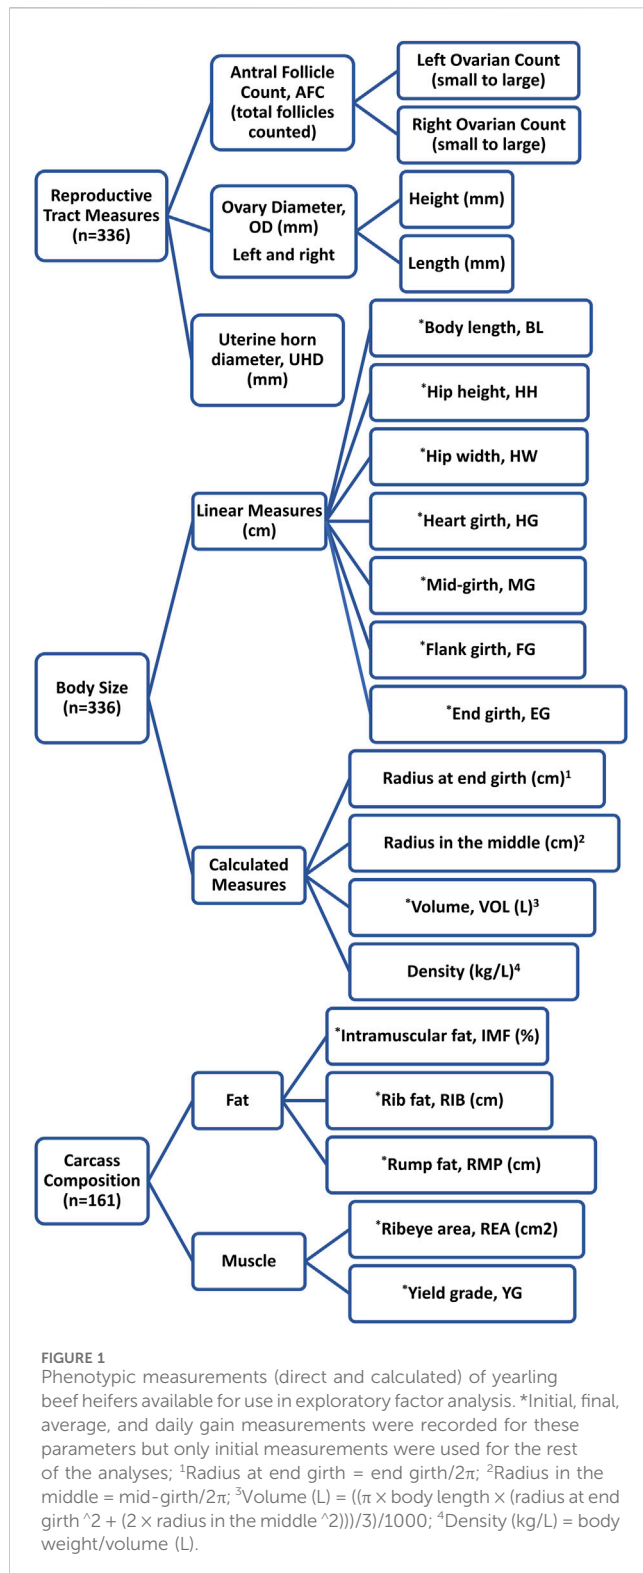 Antral Follicle
Count, AFC
(total follicles
counted)
Left Ovarian Count
(small to large)
Right Ovarian Count
(small to large)
Reproductive
Tract Measures
(n=336)
Ovary Diameter,
OD (mm)
Left and right
Height (mm)
Length (mm)
Uterine horn
diameter, UHD
(mm)
*Body length, BL
*Hip height, HH
*Hip width, HW
Linear Measures
(cm)
*Heart girth, HG
*Mid-girth, MG
*Flank girth, FG
*End girth, EG
Body Size
(n=336)
Radius at end girth (cm)¹
Radius in the middle (cm)²
Calculated
Measures
*Volume, VOL (L)³
Density (kg/L)⁴
*Intramuscular fat, IMF (%)
Fat
*Rib fat, RIB (cm)
*Rump fat, RMP (cm)
Carcass
Composition
(n=161)
*Ribeye area, REA (cm2)
Muscle
*Yield grade, YG
FIGURE 1
Phenotypic measurements (direct and calculated) of yearling
beef heifers available for use in exploratory factor analysis. *Initial, final,
average, and daily gain measurements were recorded for these
parameters but only initial measurements were used for the rest
of the analyses; ¹Radius at end girth = end girth/2π; ²Radius in the
middle = mid-girth/2π; ³Volume (L) = ((π × body length × (radius at end
girth ^2 + (2 × radius in the middle ^2)))/3)/1000; ⁴Density (kg/L) = body
weight/volume (L).